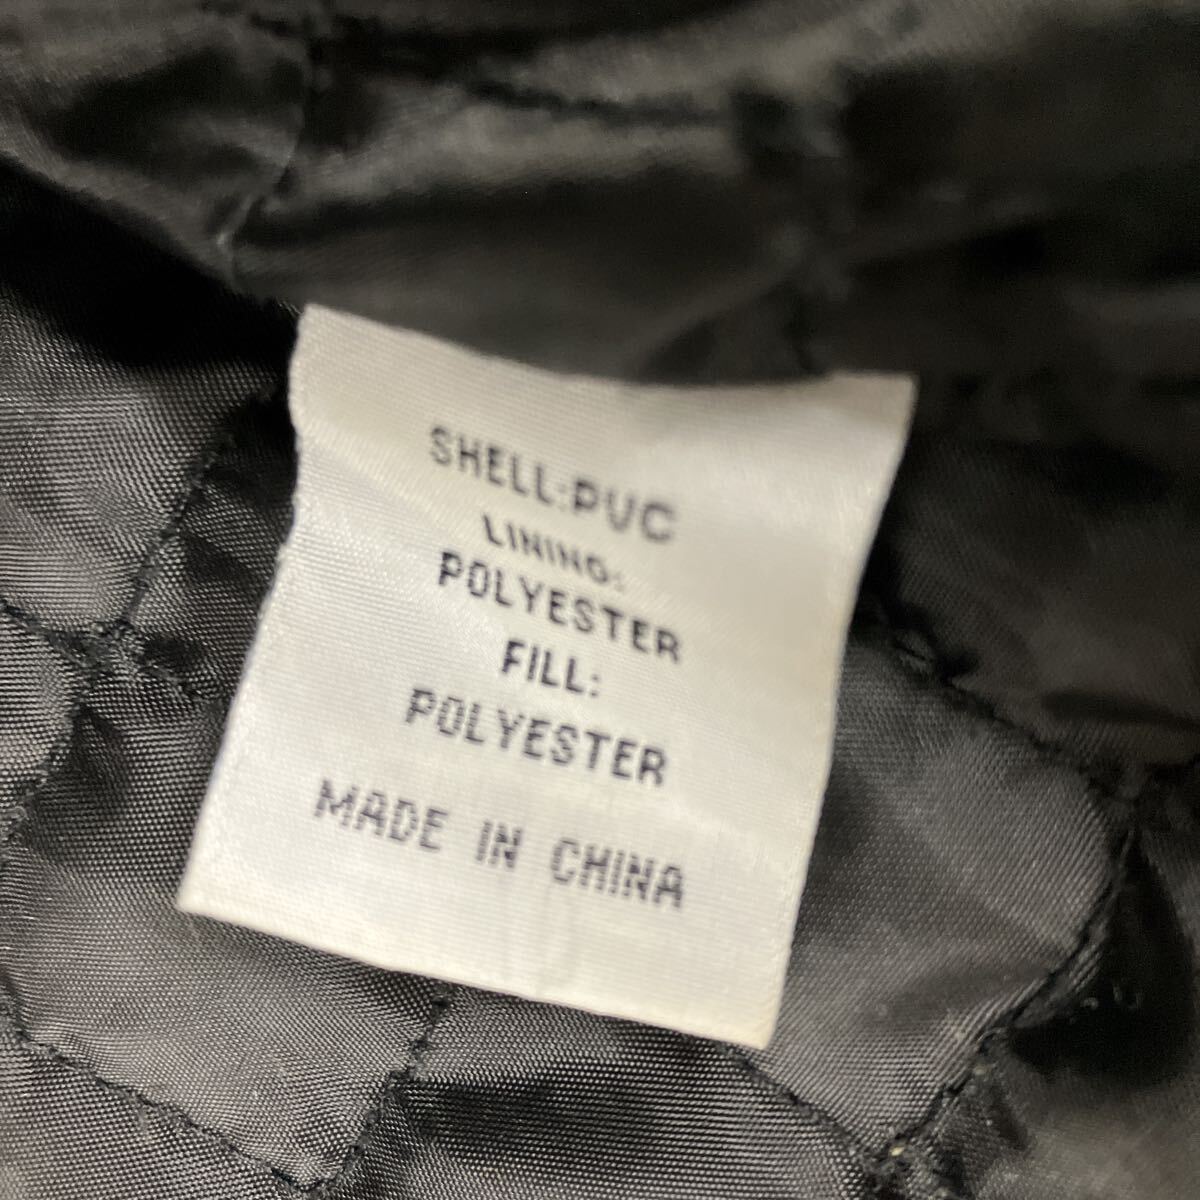 SHELL:PVC
LINING:
POLYESTER
FILL:
POLYESTER
MADE IN CHINA